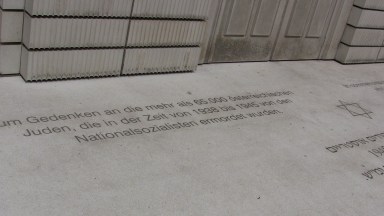 um Gedenken an die mehr als 65.000 österreichischen
Juden, die in der Zeit von 1938 bis 1945 von den
Nationalsozialisten ermordet wurden.